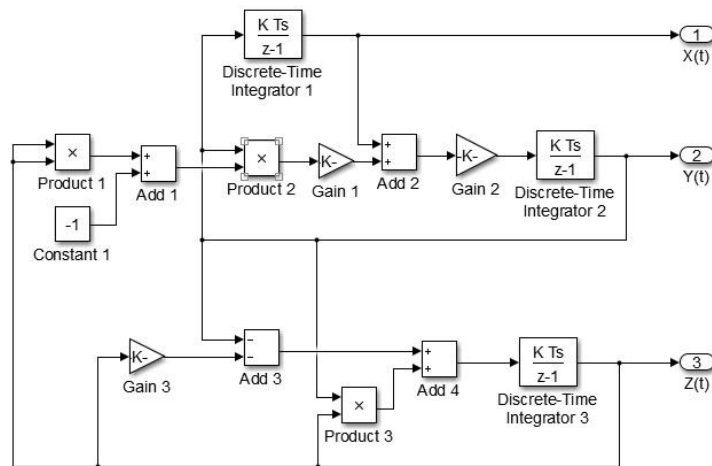 K Ts
z-1
Discrete-Time
Integrator 1
1
X(t)
×
Product 1
+
+
Add 1
×
Product 2
-K-
Gain 1
+
+
Add 2
-K-
Gain 2
K Ts
z-1
Discrete-Time
Integrator 2
2
Y(t)
-1
Constant 1
-K-
Gain 3
−
−
Add 3
×
Product 3
+
+
Add 4
K Ts
z-1
Discrete-Time
Integrator 3
3
Z(t)